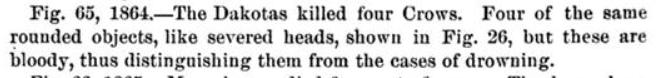 Fig. 65, 1864.—The Dakotas killed four Crows. Four of the same
rounded objects, like severed heads, shown in Fig. 26, but these are
bloody, thus distinguishing them from the cases of drowning.